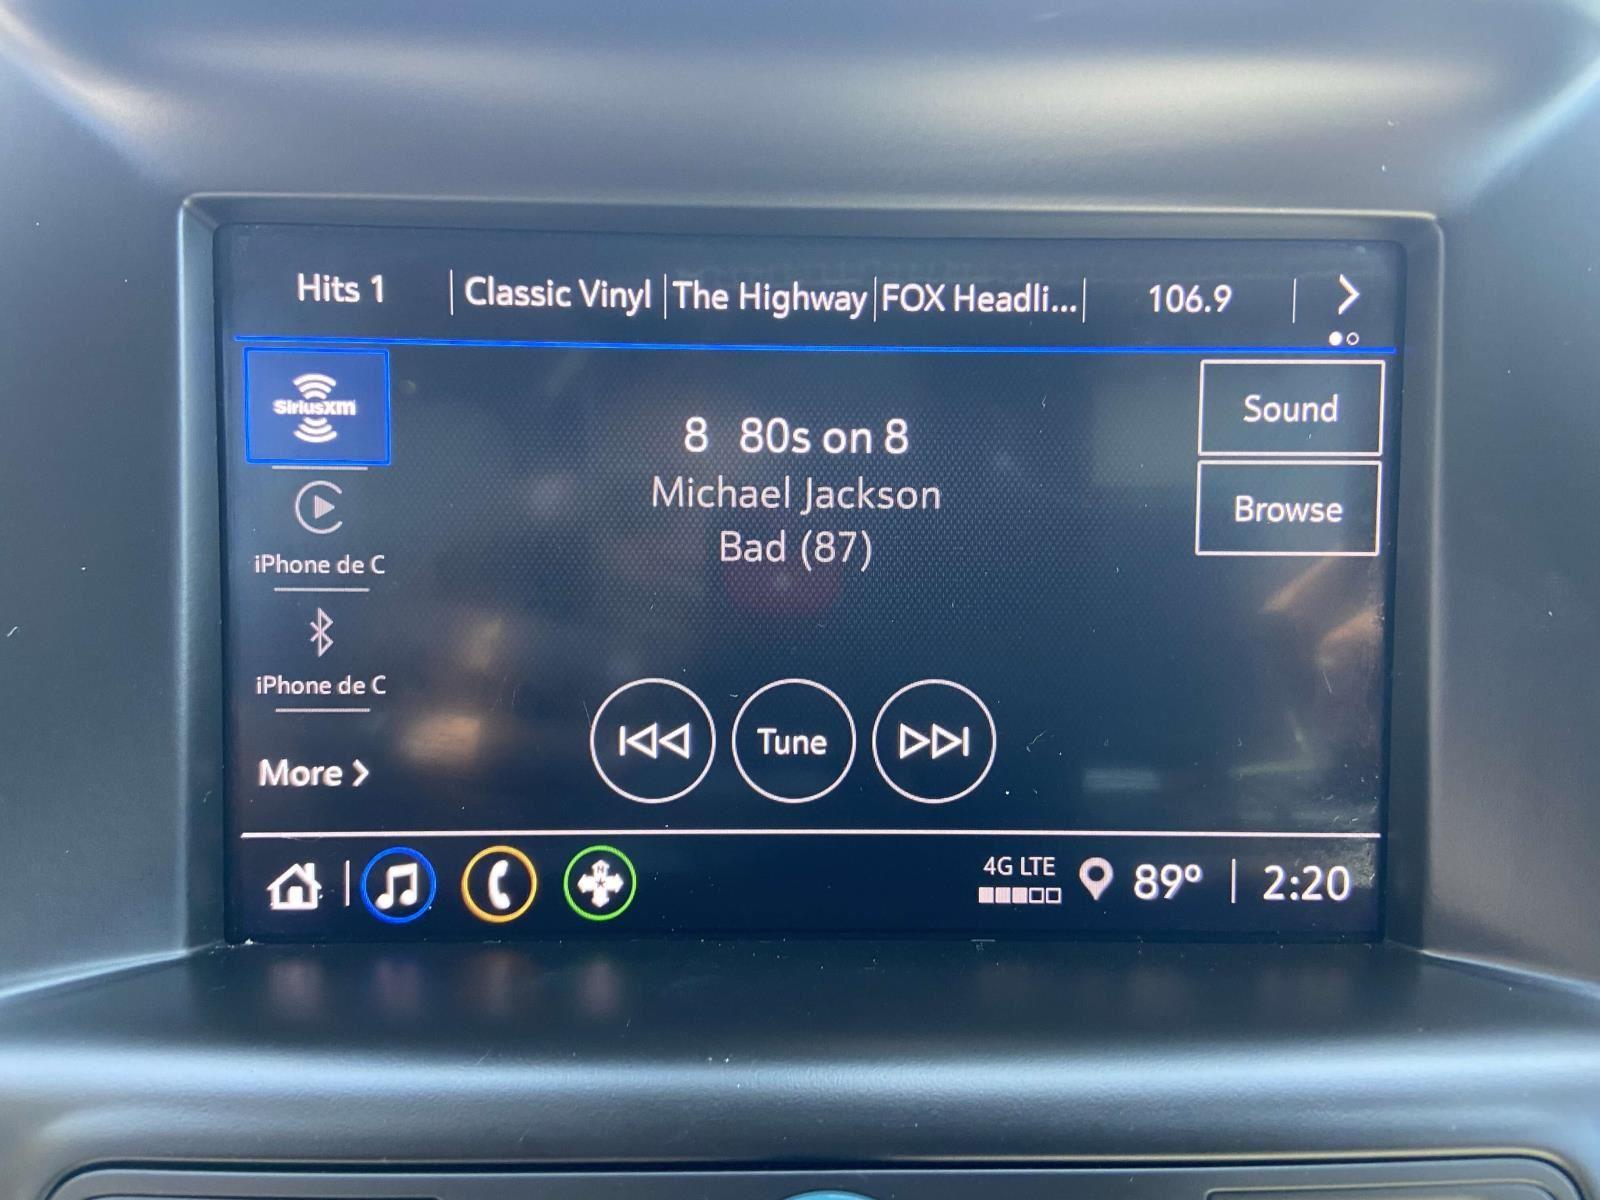 Hits 1 Classic Vinyl The Highway FOX Headli... 106.9
SiriusXM
8 80s on 8
Michael Jackson
Bad (87)
Sound
Browse
iPhone de C
iPhone de C
More
Tune
N
4G LTE
89° 2:20